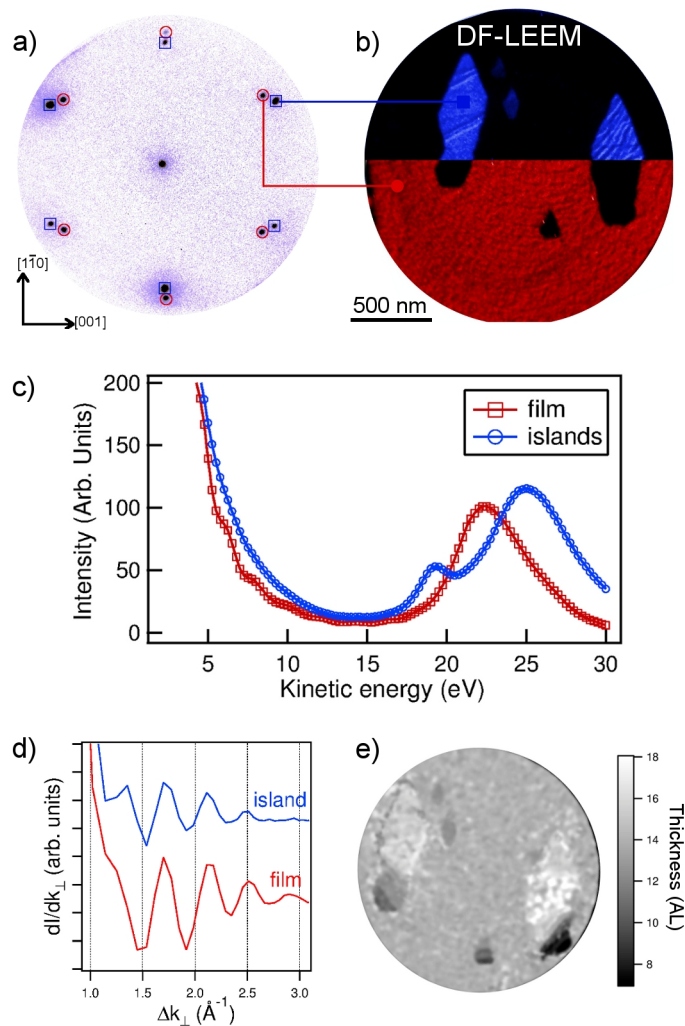 a)
b)
DF-LEEM
[11̄0]
[001]
500 nm
c)
Intensity (Arb. Units)
200
150
100
50
0
film
islands
5
10
15
20
25
30
Kinetic energy (eV)
d)
dI/dk⊥ (arb. units)
island
film
1.0
1.5
2.0
2.5
3.0
Δk⊥ (Å⁻¹)
e)
18
16
14
12
10
8
Thickness (AL)